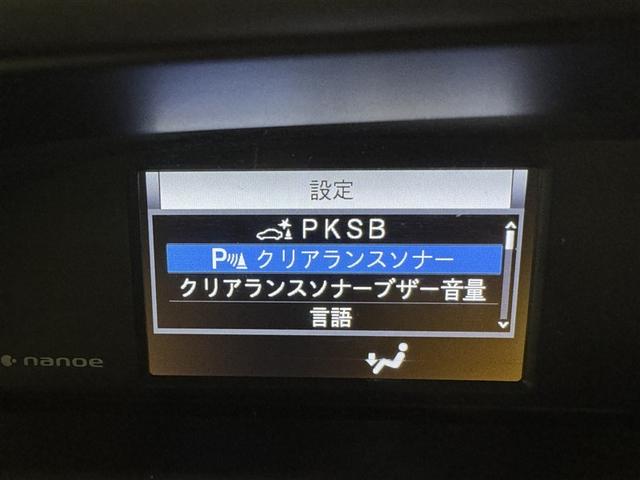 設定
PKSB
P クリアランスソナー
クリアランスソナーブザー音量
言語
nanoe